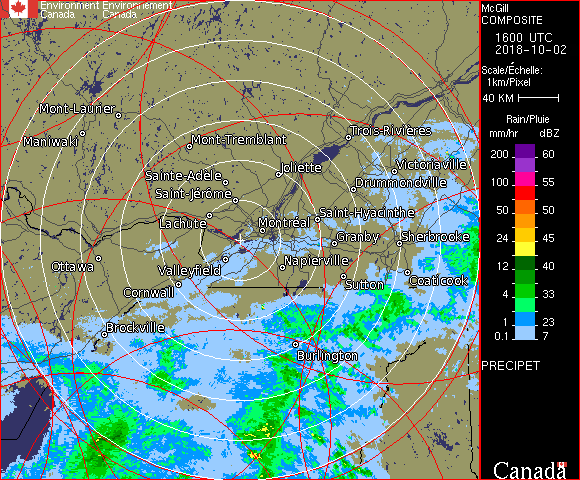 Environment Environnement
Canada Canada
McGill
COMPOSITE
1600 UTC
2018-10-02
Scale/Échelle:
1km/Pixel
40 KM
Rain/Pluie
mm/hr dBZ
200 60
150 57
100 55
50 50
24 45
12 40
4 33
1 23
0.1 7
PRECIPET
Canada
Mont-Laurier
Maniwaki
Mont-Tremblant
Trois-Rivières
Sainte-Adèle
Joliette
Victoriaville
Saint-Jérôme
Drummondville
Lachute
Montréal
Saint-Hyacinthe
Granby
Sherbrooke
Ottawa
Valleyfield
Napierville
Cornwall
Sutton
Coaticook
Brockville
Burlington